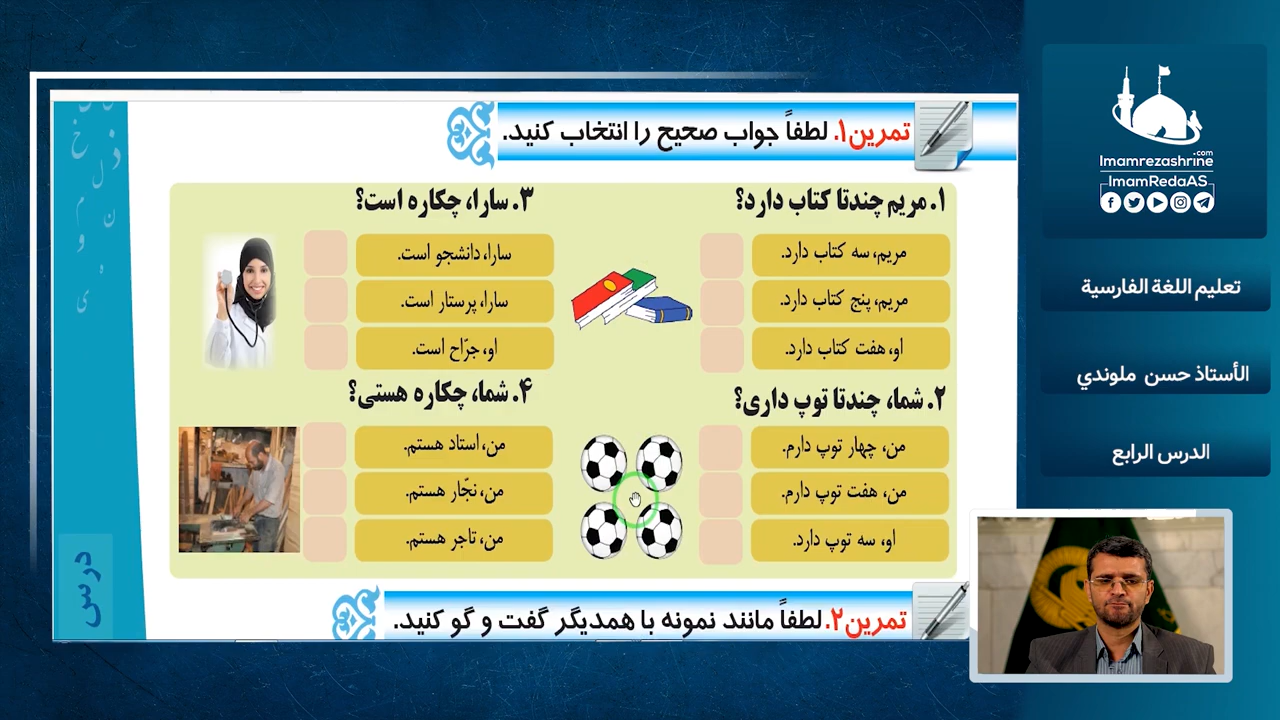 تمرین۱. لطفاً جواب صحیح را انتخاب کنید.
۱. مریم چندتا کتاب دارد؟
مریم، سه کتاب دارد.
مریم، پنج کتاب دارد.
او، هفت کتاب دارد.
۲. شما، چندتا توپ داری؟
من، چهار توپ دارم.
من، هفت توپ دارم.
او، سه توپ دارد.
۳. سارا، چکاره است؟
سارا، دانشجو است.
سارا، پرستار است.
او، جرّاح است.
۴. شما، چکاره هستی؟
من، استاد هستم.
من، نجّار هستم.
من، تاجر هستم.
تمرین۲. لطفاً مانند نمونه با همدیگر گفت و گو کنید.
درس
Imamrezashrine.com
ImamRedaAS
تعليم اللغة الفارسية
الأستاذ حسن ملوندي
الدرس الرابع